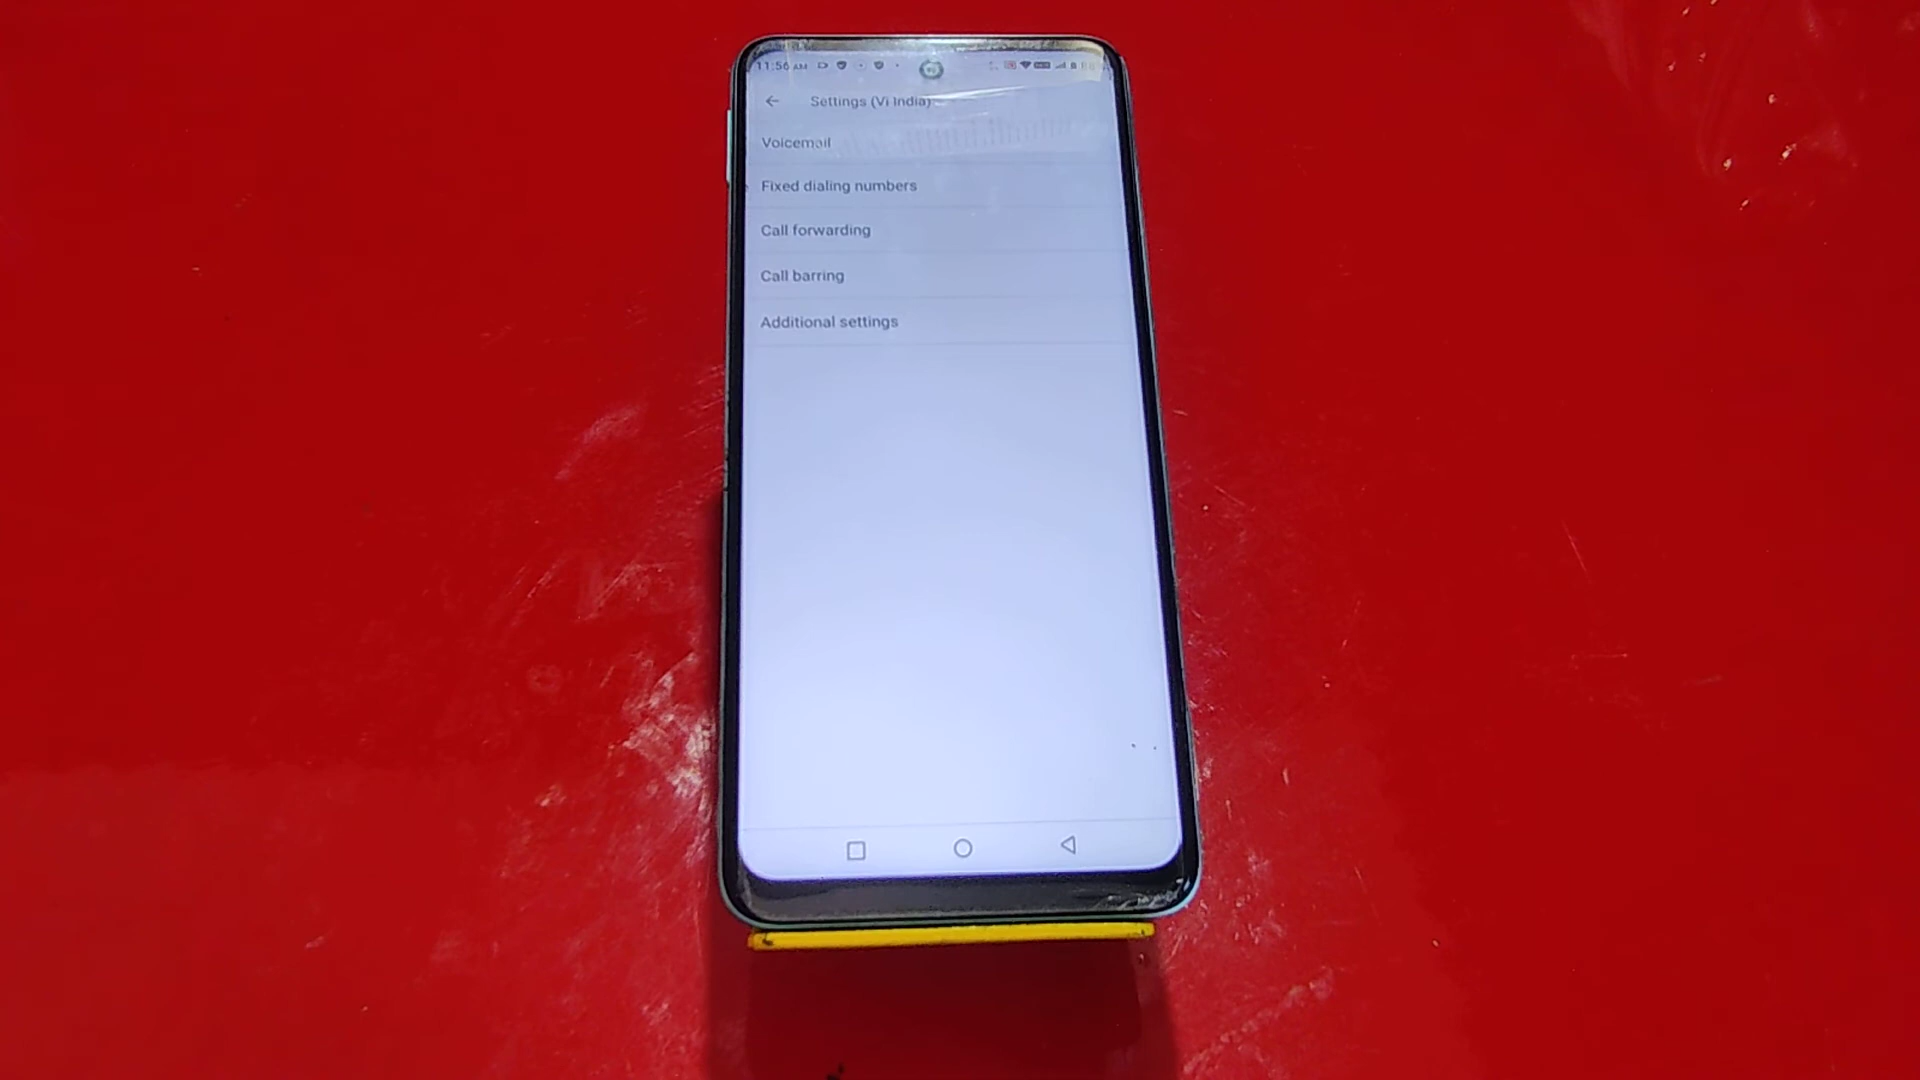 11:56 AM
Settings (Vi India)
Voicemail
Fixed dialing numbers
Call forwarding
Call barring
Additional settings